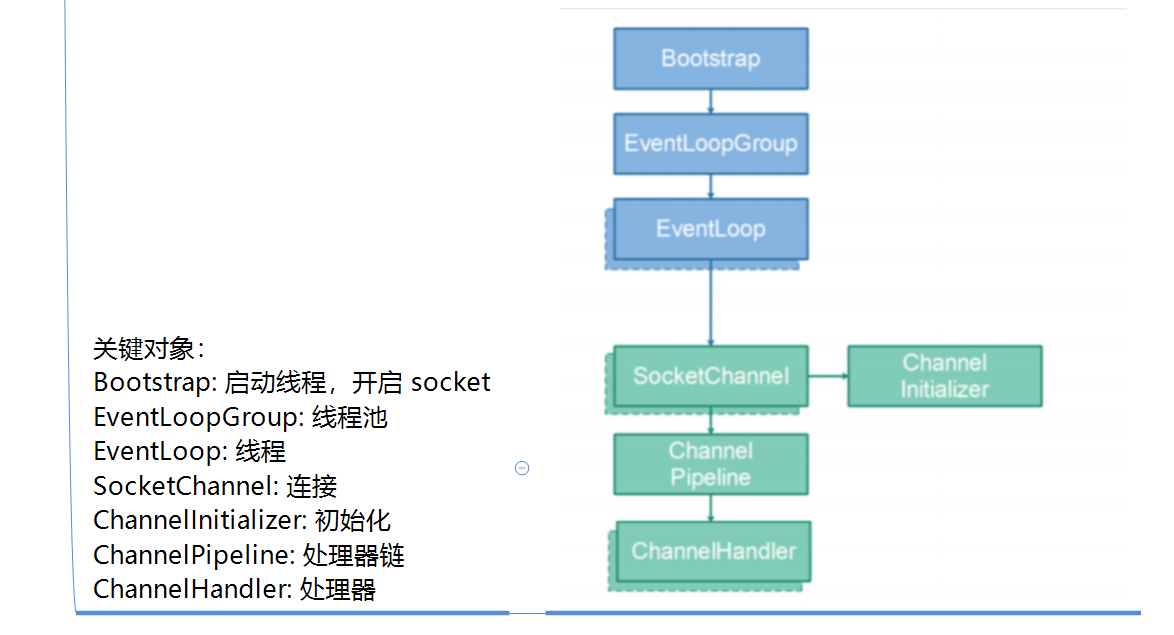 Bootstrap
EventLoopGroup
EventLoop
SocketChannel
Channel
Initializer
Channel
Pipeline
ChannelHandler
关键对象：
Bootstrap: 启动线程，开启 socket
EventLoopGroup: 线程池
EventLoop: 线程
SocketChannel: 连接
ChannelInitializer: 初始化
ChannelPipeline: 处理器链
ChannelHandler: 处理器